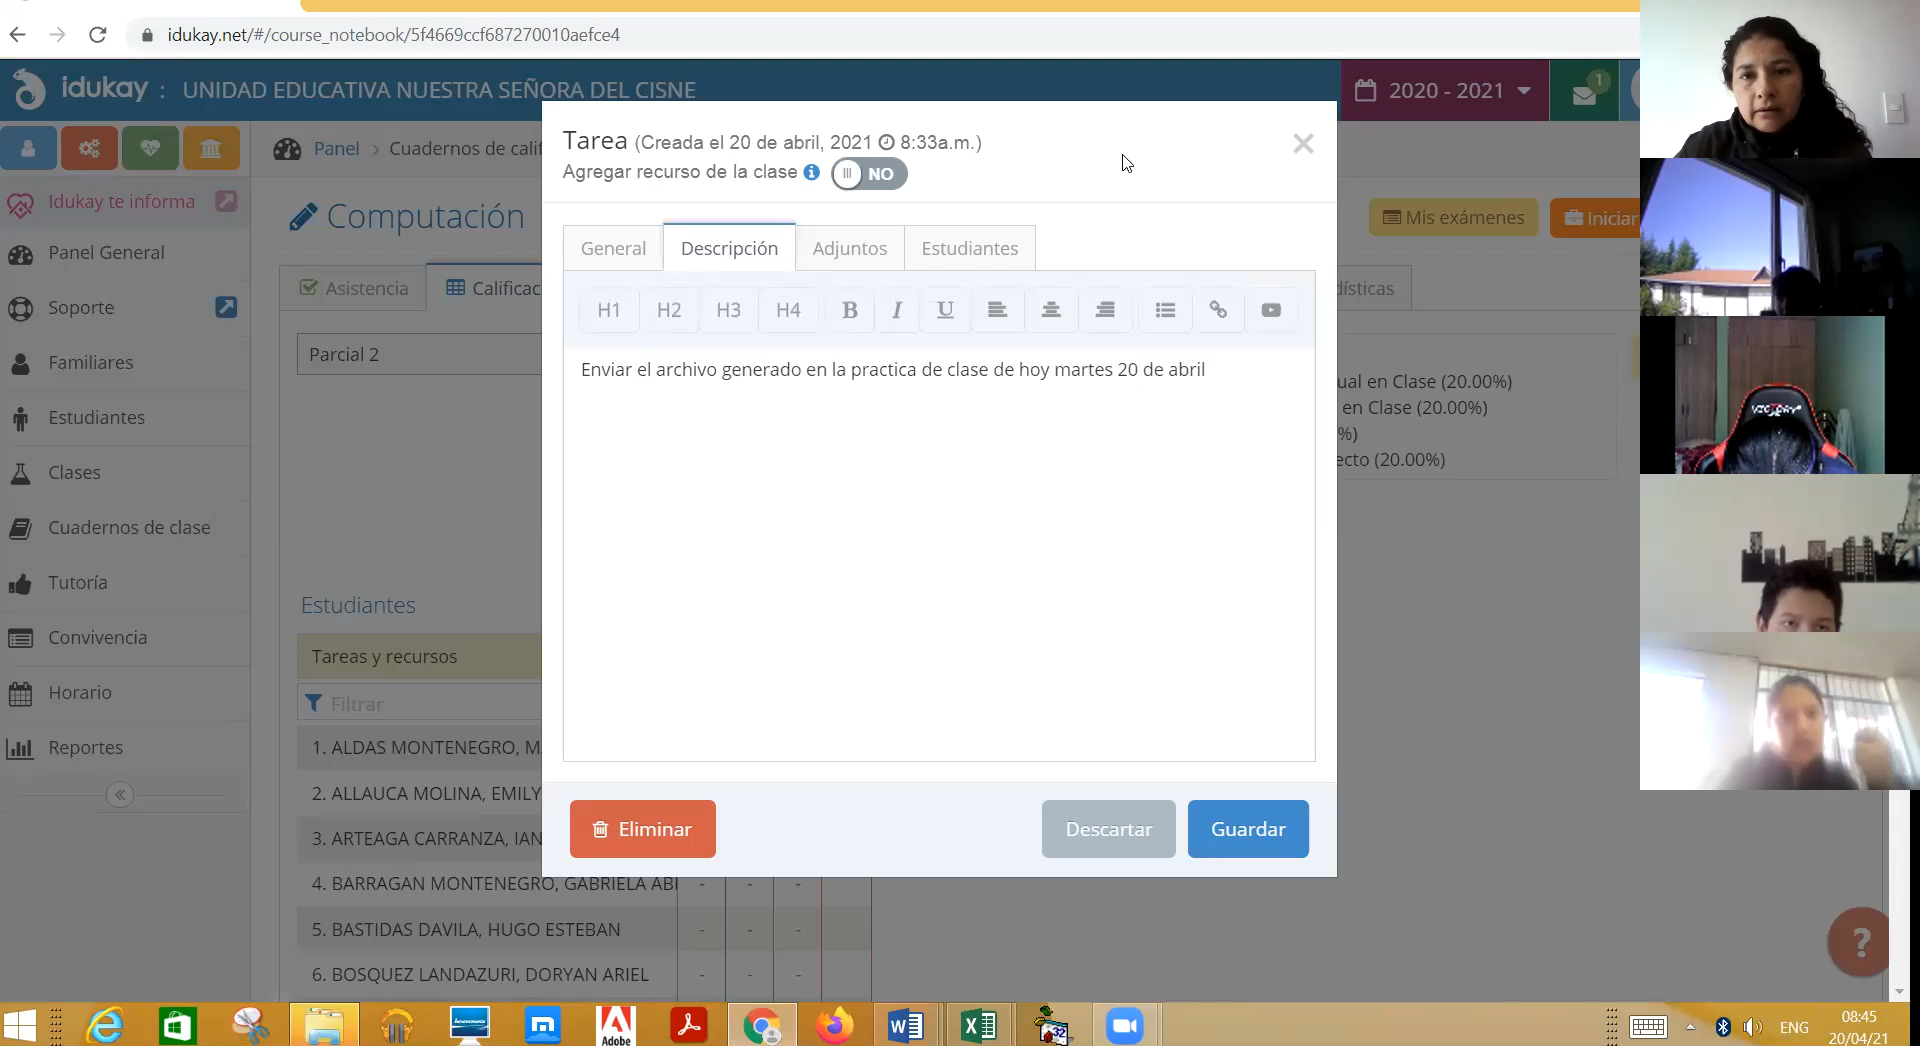 idukay.net/#/course_notebook/5f4669ccf687270010aefce4
idukay : UNIDAD EDUCATIVA NUESTRA SEÑORA DEL CISNE
2020 - 2021
1
Panel > Cuadernos de calif
Idukay te informa
Panel General
Soporte
Familiares
Estudiantes
Clases
Cuadernos de clase
Tutoría
Convivencia
Horario
Reportes
Computación
Mis exámenes
Iniciar
Asistencia
Calificac
dísticas
Parcial 2
ual en Clase (20.00%)
en Clase (20.00%)
%)
ecto (20.00%)
Estudiantes
Tareas y recursos
Filtrar
1. ALDAS MONTENEGRO, M
2. ALLAUCA MOLINA, EMILY
3. ARTEAGA CARRANZA, IAN
4. BARRAGAN MONTENEGRO, GABRIELA ABI - - -
5. BASTIDAS DAVILA, HUGO ESTEBAN - - -
6. BOSQUEZ LANDAZURI, DORYAN ARIEL - - -
Tarea (Creada el 20 de abril, 2021 8:33a.m.)
Agregar recurso de la clase NO
General Descripción Adjuntos Estudiantes
H1 H2 H3 H4 B I U
Enviar el archivo generado en la practica de clase de hoy martes 20 de abril
Eliminar
Descartar
Guardar
?
Adobe
32
ENG
08:45
20/04/21